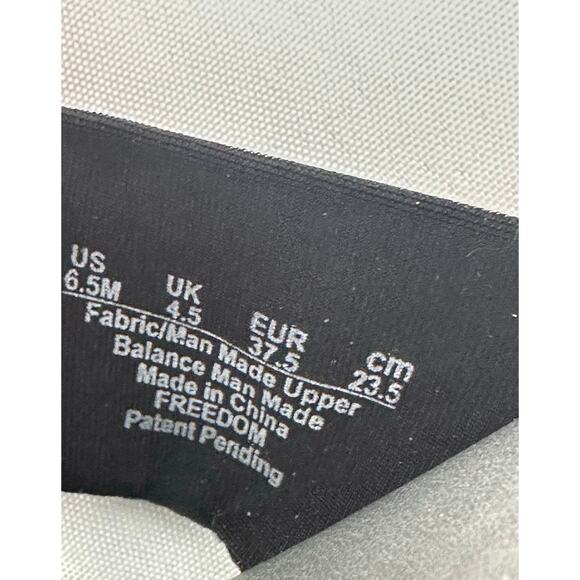 US UK EUR cm
6.5M 4.5 37.5 23.5
Fabric/Man Made Upper
Balance Man Made
Made in China
FREEDOM
Patent Pending